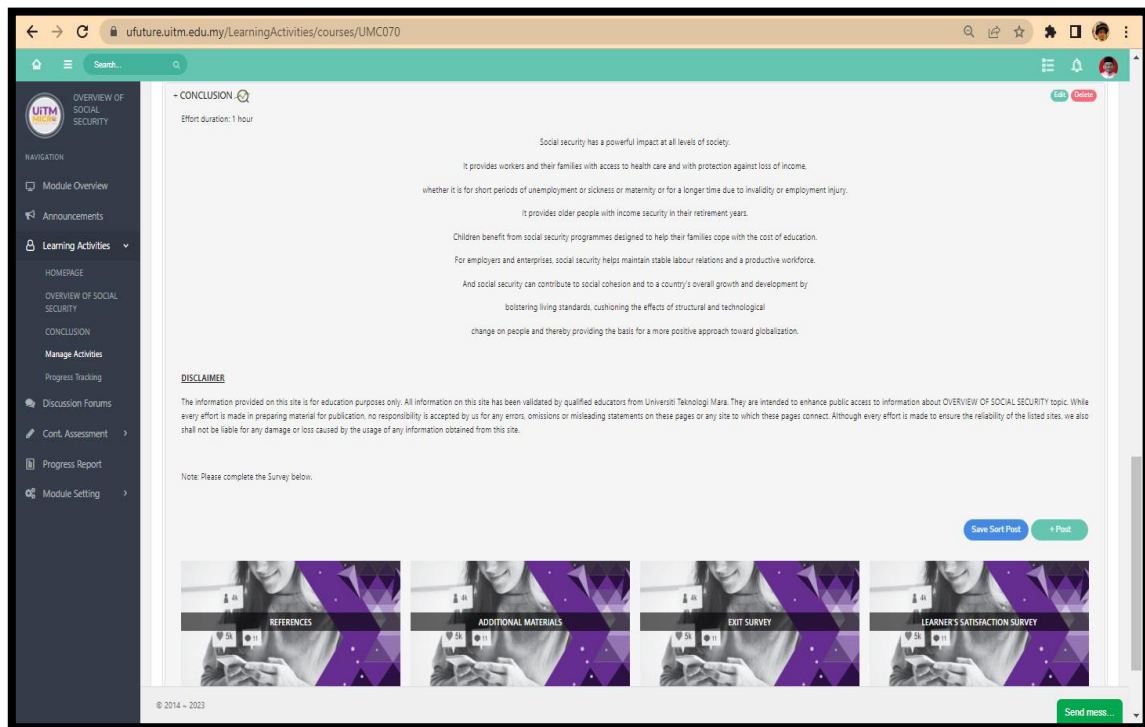 ufuture.uitm.edu.my/LearningActivities/courses/UMC070
Search...
UiTM
MICRO
OVERVIEW OF
SOCIAL
SECURITY
NAVIGATION
Module Overview
Announcements
Learning Activities
HOMEPAGE
OVERVIEW OF SOCIAL
SECURITY
CONCLUSION
Manage Activities
Progress Tracking
Discussion Forums
Cont. Assessment
Progress Report
Module Setting
- CONCLUSION
Edit Delete
Effort duration: 1 hour
Social security has a powerful impact at all levels of society.
It provides workers and their families with access to health care and with protection against loss of income,
whether it is for short periods of unemployment or sickness or maternity or for a longer time due to invalidity or employment injury.
It provides older people with income security in their retirement years.
Children benefit from social security programmes designed to help their families cope with the cost of education.
For employers and enterprises, social security helps maintain stable labour relations and a productive workforce.
And social security can contribute to social cohesion and to a country's overall growth and development by
bolstering living standards, cushioning the effects of structural and technological
change on people and thereby providing the basis for a more positive approach toward globalization.
DISCLAIMER
The information provided on this site is for education purposes only. All information on this site has been validated by qualified educators from Universiti Teknologi Mara. They are intended to enhance public access to information about OVERVIEW OF SOCIAL SECURITY topic. While
every effort is made in preparing material for publication, no responsibility is accepted by us for any errors, omissions or misleading statements on these pages or any site to which these pages connect. Although every effort is made to ensure the reliability of the listed sites, we also
shall not be liable for any damage or loss caused by the usage of any information obtained from this site.
Note: Please complete the Survey below.
Save Sort Post + Post
4k
REFERENCES
5k 11
4k
ADDITIONAL MATERIALS
5k 11
4k
EXIT SURVEY
5k 11
4k
LEARNER'S SATISFACTION SURVEY
5k 11
© 2014 ~ 2023
Send mess...